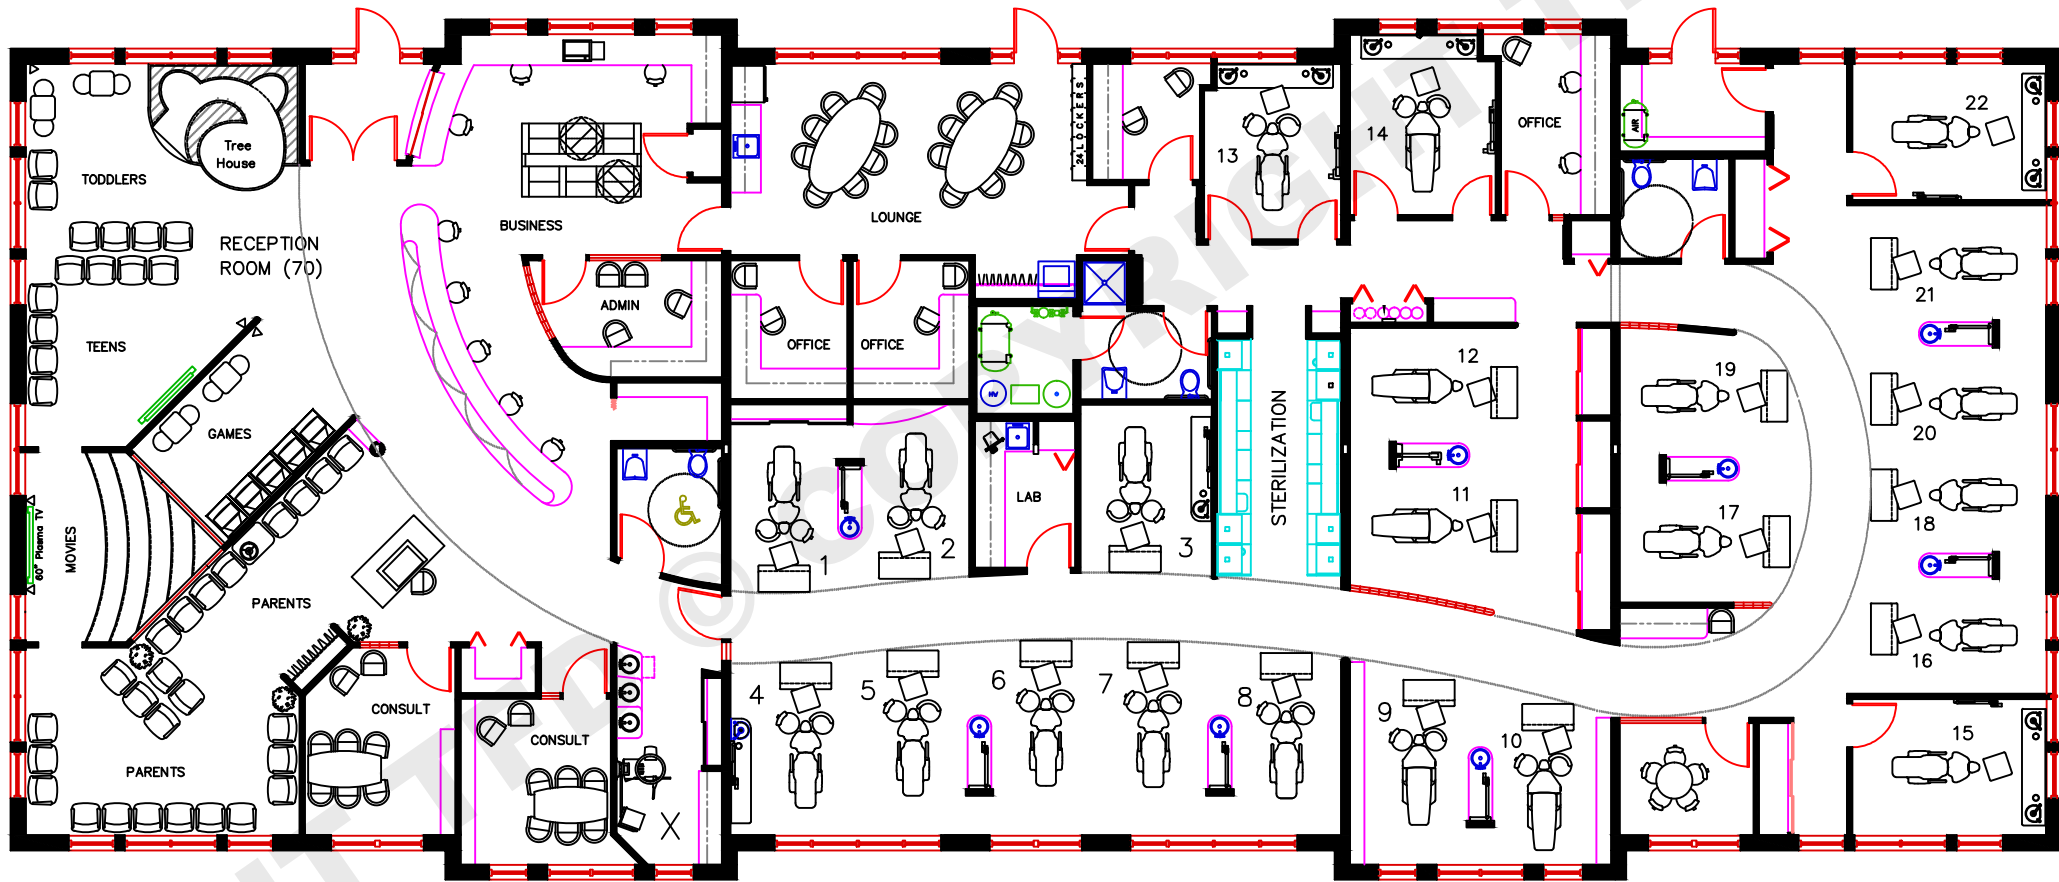 Tree
House
TODDLERS
RECEPTION
ROOM (70)
TEENS
GAMES
60" Plasma TV
MOVIES
PARENTS
PARENTS
CONSULT
CONSULT
BUSINESS
ADMIN
LOUNGE
24 LOCKERS
OFFICE
OFFICE
LAB
STERILIZATION
OFFICE
AIR
1
2
3
4
5
6
7
8
9
10
11
12
13
14
15
16
17
18
19
20
21
22
X
TPD © COPYRIGHT